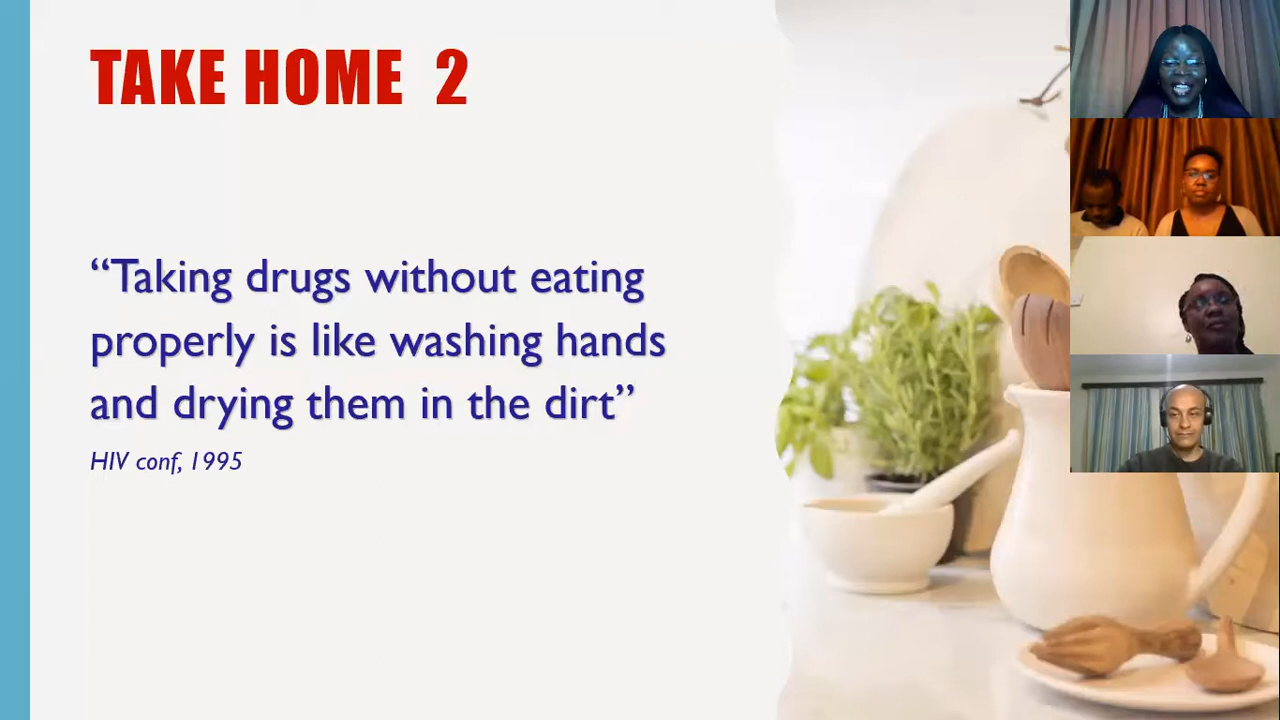 TAKE HOME 2
“Taking drugs without eating
properly is like washing hands
and drying them in the dirt”
HIV conf, 1995